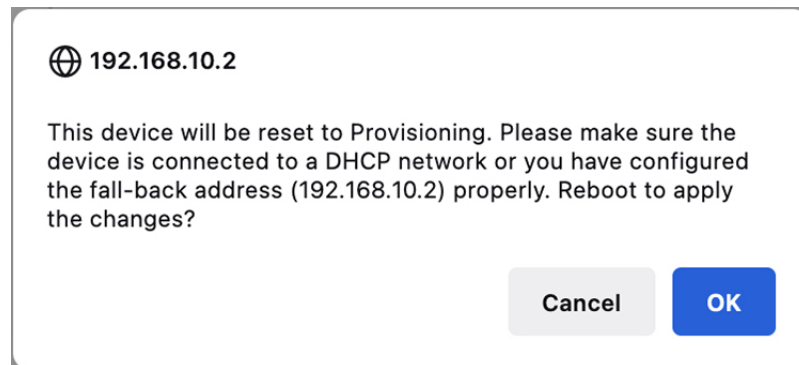 192.168.10.2
This device will be reset to Provisioning. Please make sure the
device is connected to a DHCP network or you have configured
the fall-back address (192.168.10.2) properly. Reboot to apply
the changes?
Cancel
OK